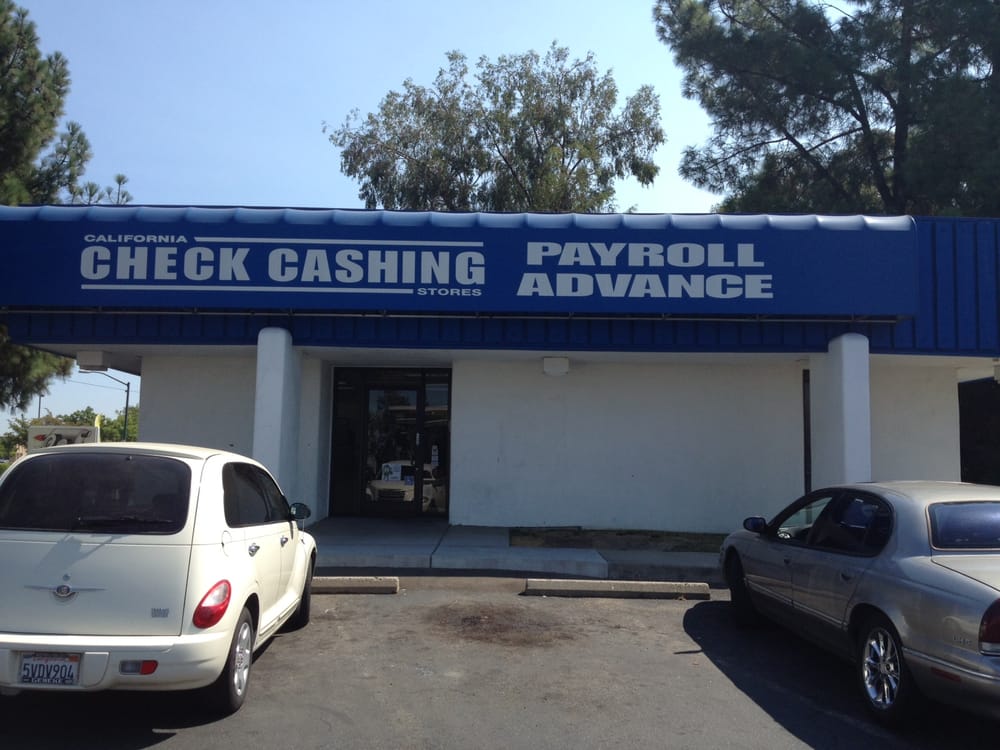 CALIFORNIA
CHECK CASHING
STORES
PAYROLL
ADVANCE
5VDV904